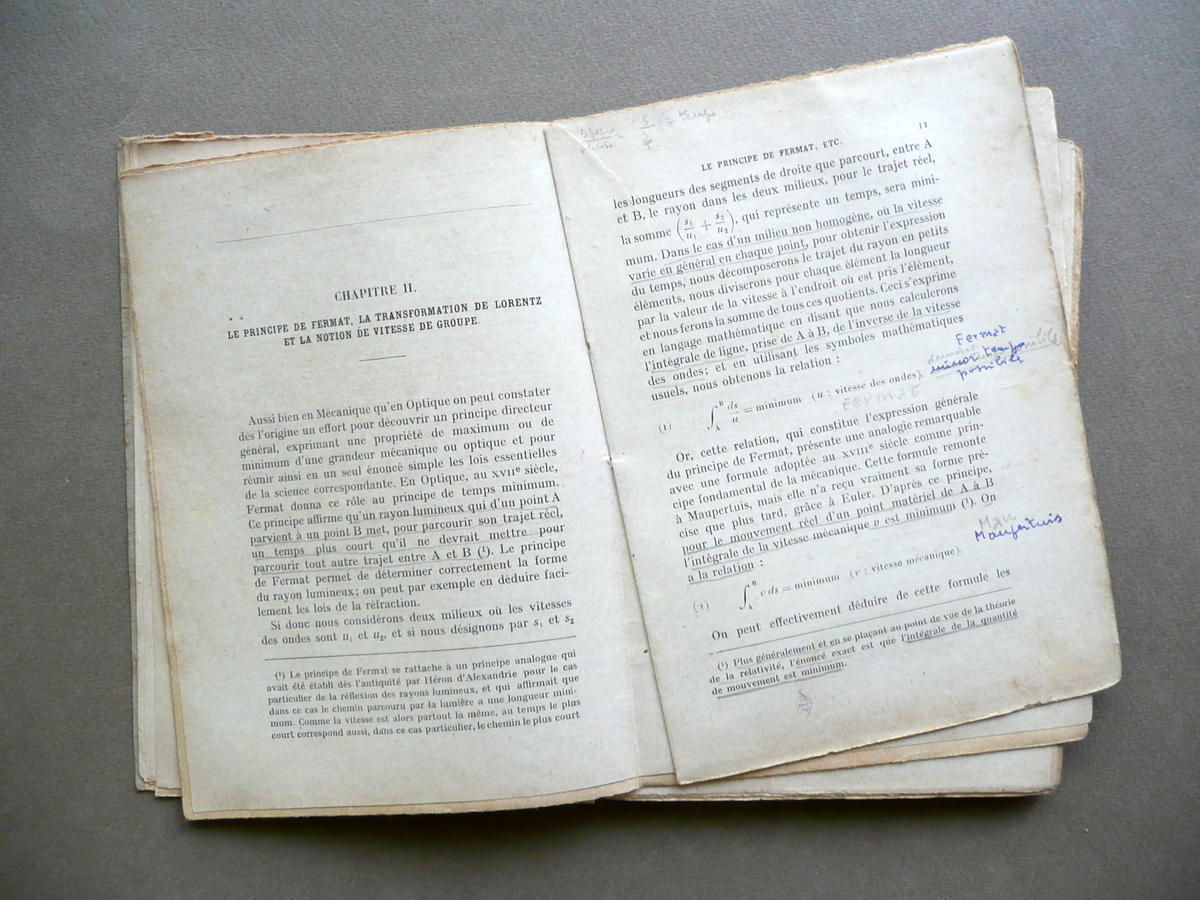 CHAPITRE II.
LE PRINCIPE DE FERMAT, LA TRANSFORMATION DE LORENTZ
ET LA NOTION DE VITESSE DE GROUPE.
Aussi bien en Mécanique qu'en Optique on peut constater
dès l'origine un effort pour découvrir un principe directeur
général, exprimant une propriété de maximum ou de
minimum d'une grandeur mécanique ou optique et pour
réunir ainsi en un seul énoncé simple les lois essentielles
de la science correspondante. En Optique, au XVIIe siècle,
Fermat donna ce rôle au principe de temps minimum.
Ce principe affirme qu'un rayon lumineux qui d'un point A
parvient à un point B met, pour parcourir son trajet réel,
un temps plus court qu'il ne devrait mettre pour
parcourir tout autre trajet entre A et B (¹). Le principe
de Fermat permet de déterminer correctement la forme
du rayon lumineux; on peut par exemple en déduire faci-
lement les lois de la réfraction.
Si donc nous considérons deux milieux où les vitesses
des ondes sont u₁ et u₂, et si nous désignons par s₁ et s₂
(¹) Le principe de Fermat se rattache à un principe analogue qui
avait été établi dès l'antiquité par Héron d'Alexandrie pour le cas
particulier de la réflexion des rayons lumineux, et qui affirmait que
dans ce cas le chemin parcouru par la lumière a une longueur mini-
mum. Comme la vitesse est alors partout la même, au temps le plus
court correspond aussi, dans ce cas particulier, le chemin le plus court
= temps
LE PRINCIPE DE FERMAT, ETC. 11
les longueurs des segments de droite que parcourt, entre A
et B, le rayon dans les deux milieux, pour le trajet réel,
la somme (s₁/u₁ + s₂/u₂), qui représente un temps, sera mini-
mum. Dans le cas d'un milieu non homogène, où la vitesse
varie en général en chaque point, pour obtenir l'expression
du temps, nous décomposerons le trajet du rayon en petits
éléments, nous diviserons pour chaque élément la longueur
par la valeur de la vitesse à l'endroit où est pris l'élément,
et nous ferons la somme de tous ces quotients. Ceci s'exprime
en langage mathématique en disant que nous calculerons
l'intégrale de ligne, prise de A à B, de l'inverse de la vitesse
des ondes; et en utilisant les symboles mathématiques
usuels, nous obtenons la relation :
Fermat
minor tempo
possibile
(1) ∫ₐᴮ ds/u = minimum (u : vitesse des ondes).
Fermat
Or, cette relation, qui constitue l'expression générale
du principe de Fermat, présente une analogie remarquable
avec une formule adoptée au XVIIIe siècle comme prin-
cipe fondamental de la mécanique. Cette formule remonte
à Maupertuis, mais elle n'a reçu vraiment sa forme pré-
cise que plus tard, grâce à Euler. D'après ce principe,
pour le mouvement réel d'un point matériel de A à B
l'intégrale de la vitesse mécanique v est minimum (¹). On
a la relation :
Mau
Maupertuis
(2) ∫ₐᴮ v ds = minimum (v : vitesse mécanique).
On peut effectivement déduire de cette formule les
(¹) Plus généralement et en se plaçant au point de vue de la théorie
de la relativité, l'énoncé exact est que l'intégrale de la quantité
de mouvement est minimum.